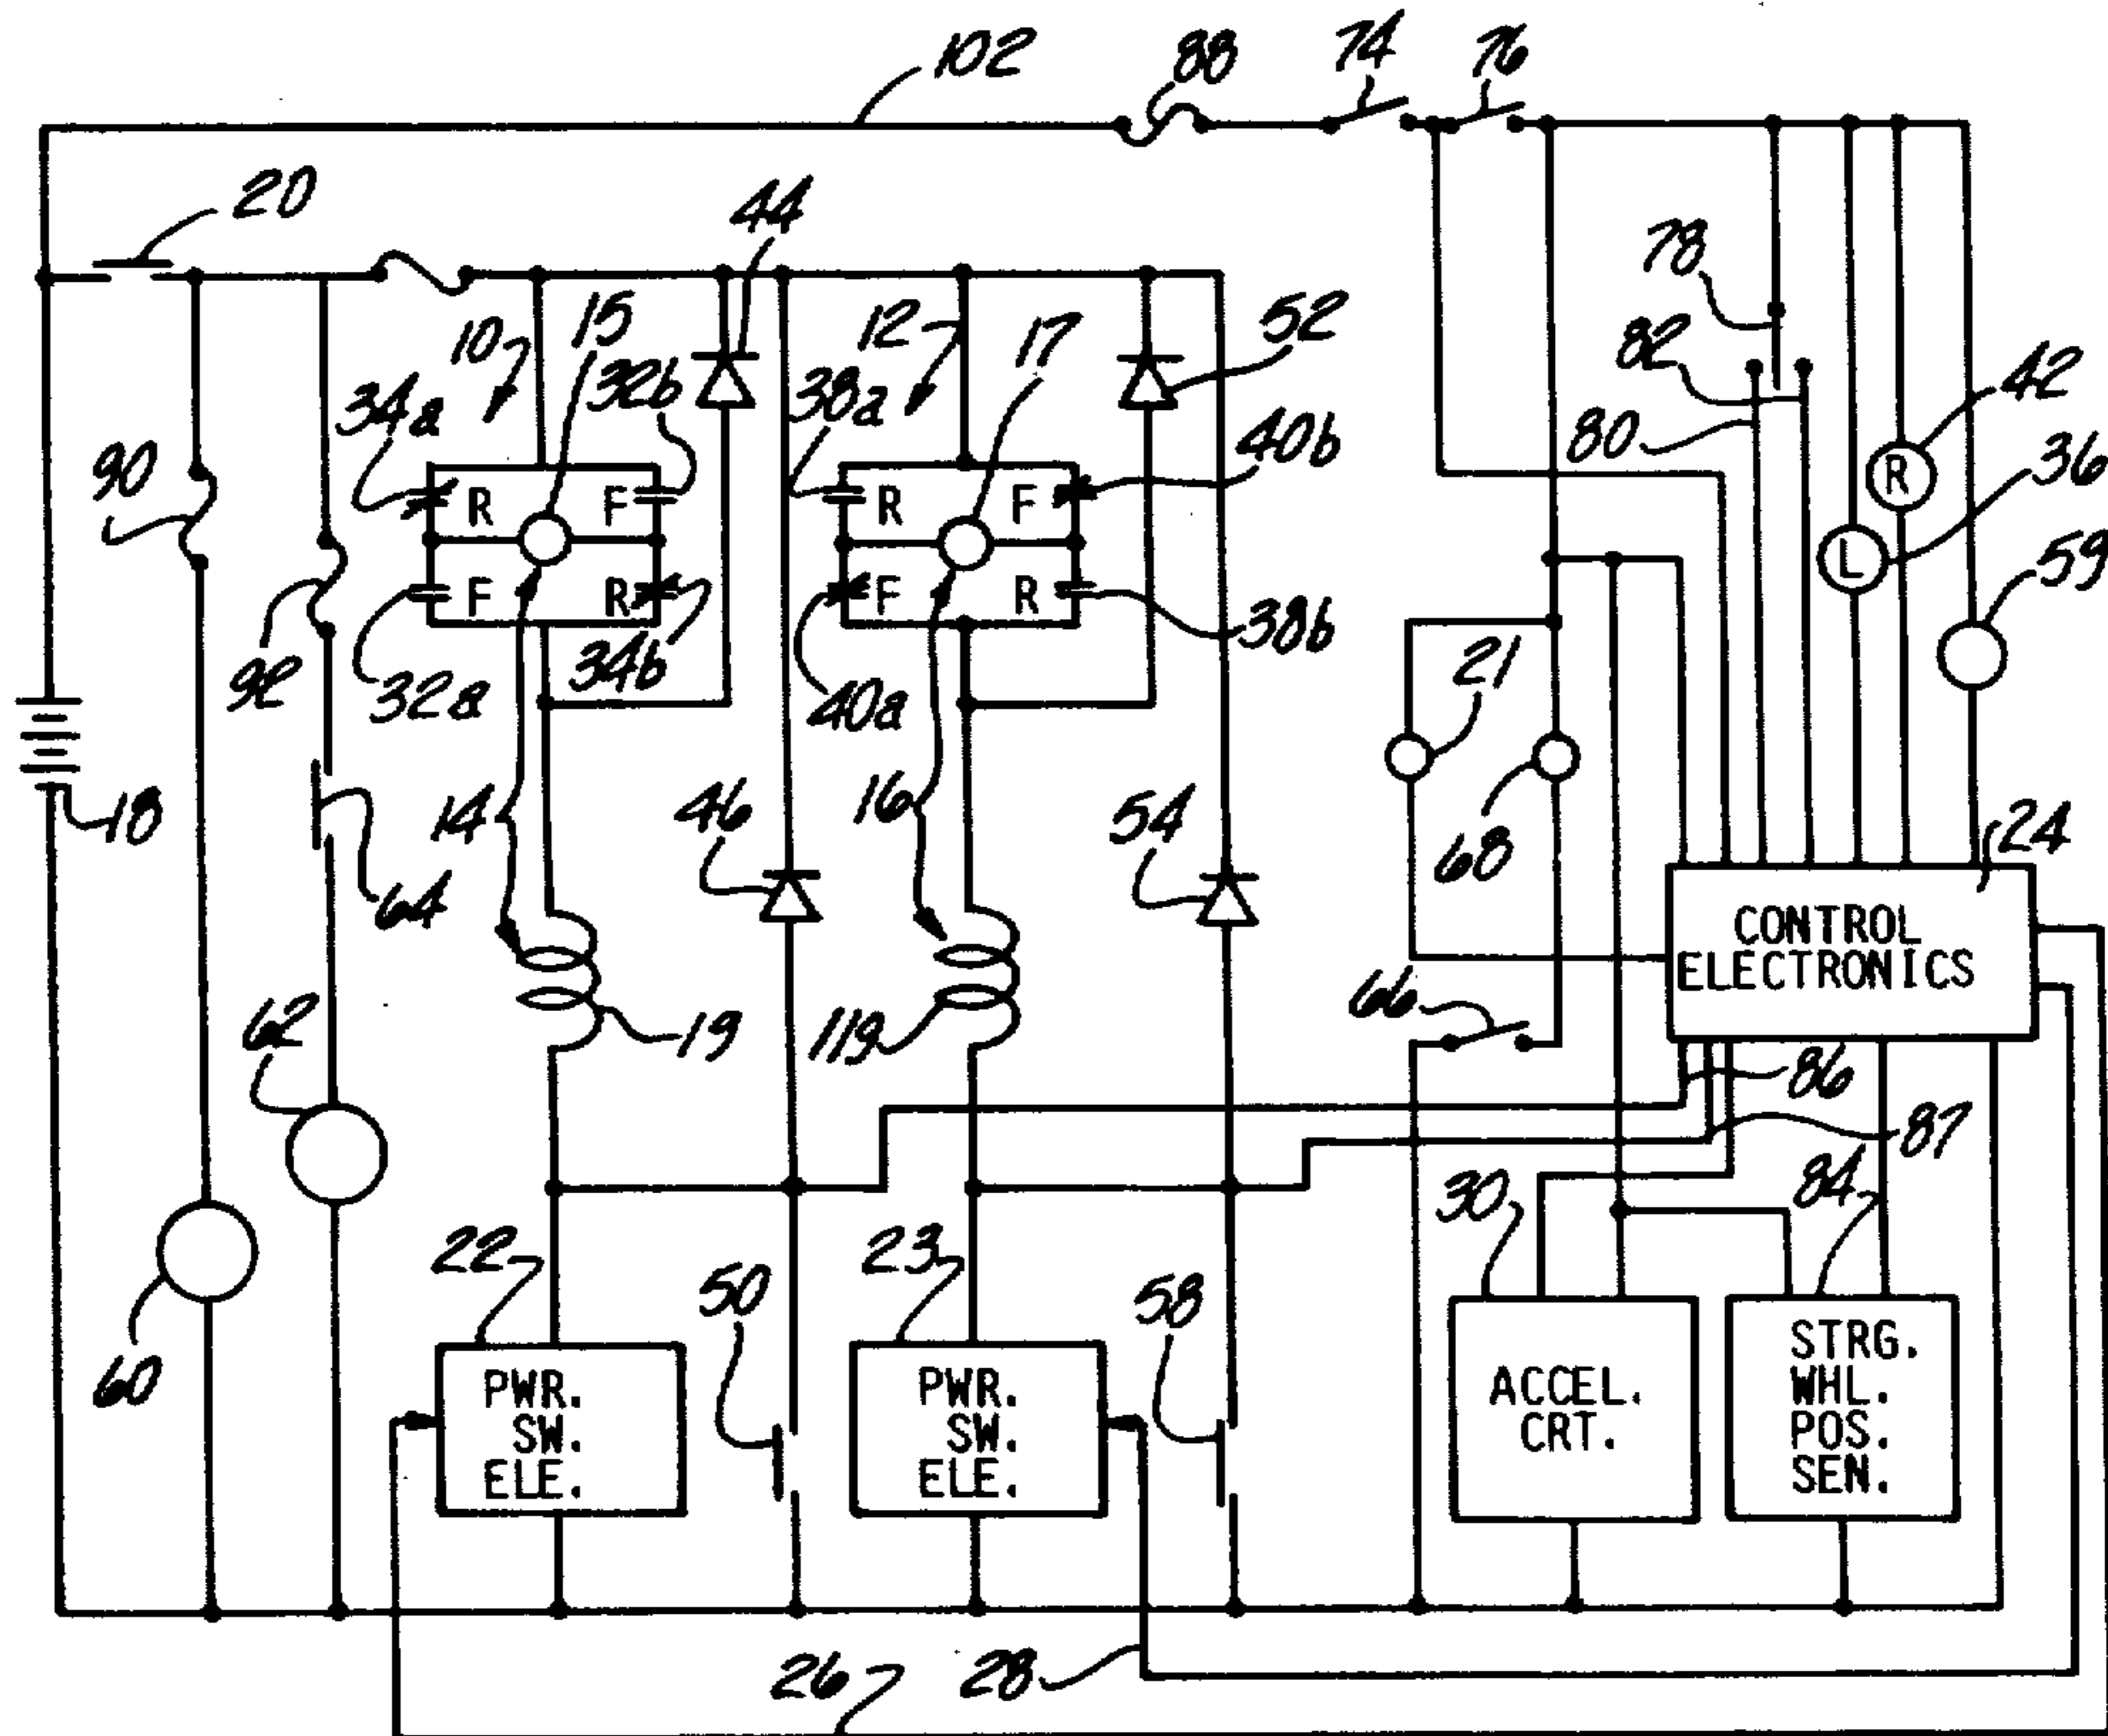 102
88
74
76
20
44
78
10
15
12
17
52
82
42
34a
32b
38a
40b
80
36
90
R
F
R
F
R
L
59
F
R
F
R
38b
92
32a
34b
40a
21
18
14
46
16
54
68
24
64
CONTROL
ELECTRONICS
66
62
19
119
86
87
30
84
22
50
23
58
60
PWR.
SW.
ELE.
PWR.
SW.
ELE.
ACCEL.
CRT.
STRG.
WHL.
POS.
SEN.
26
28